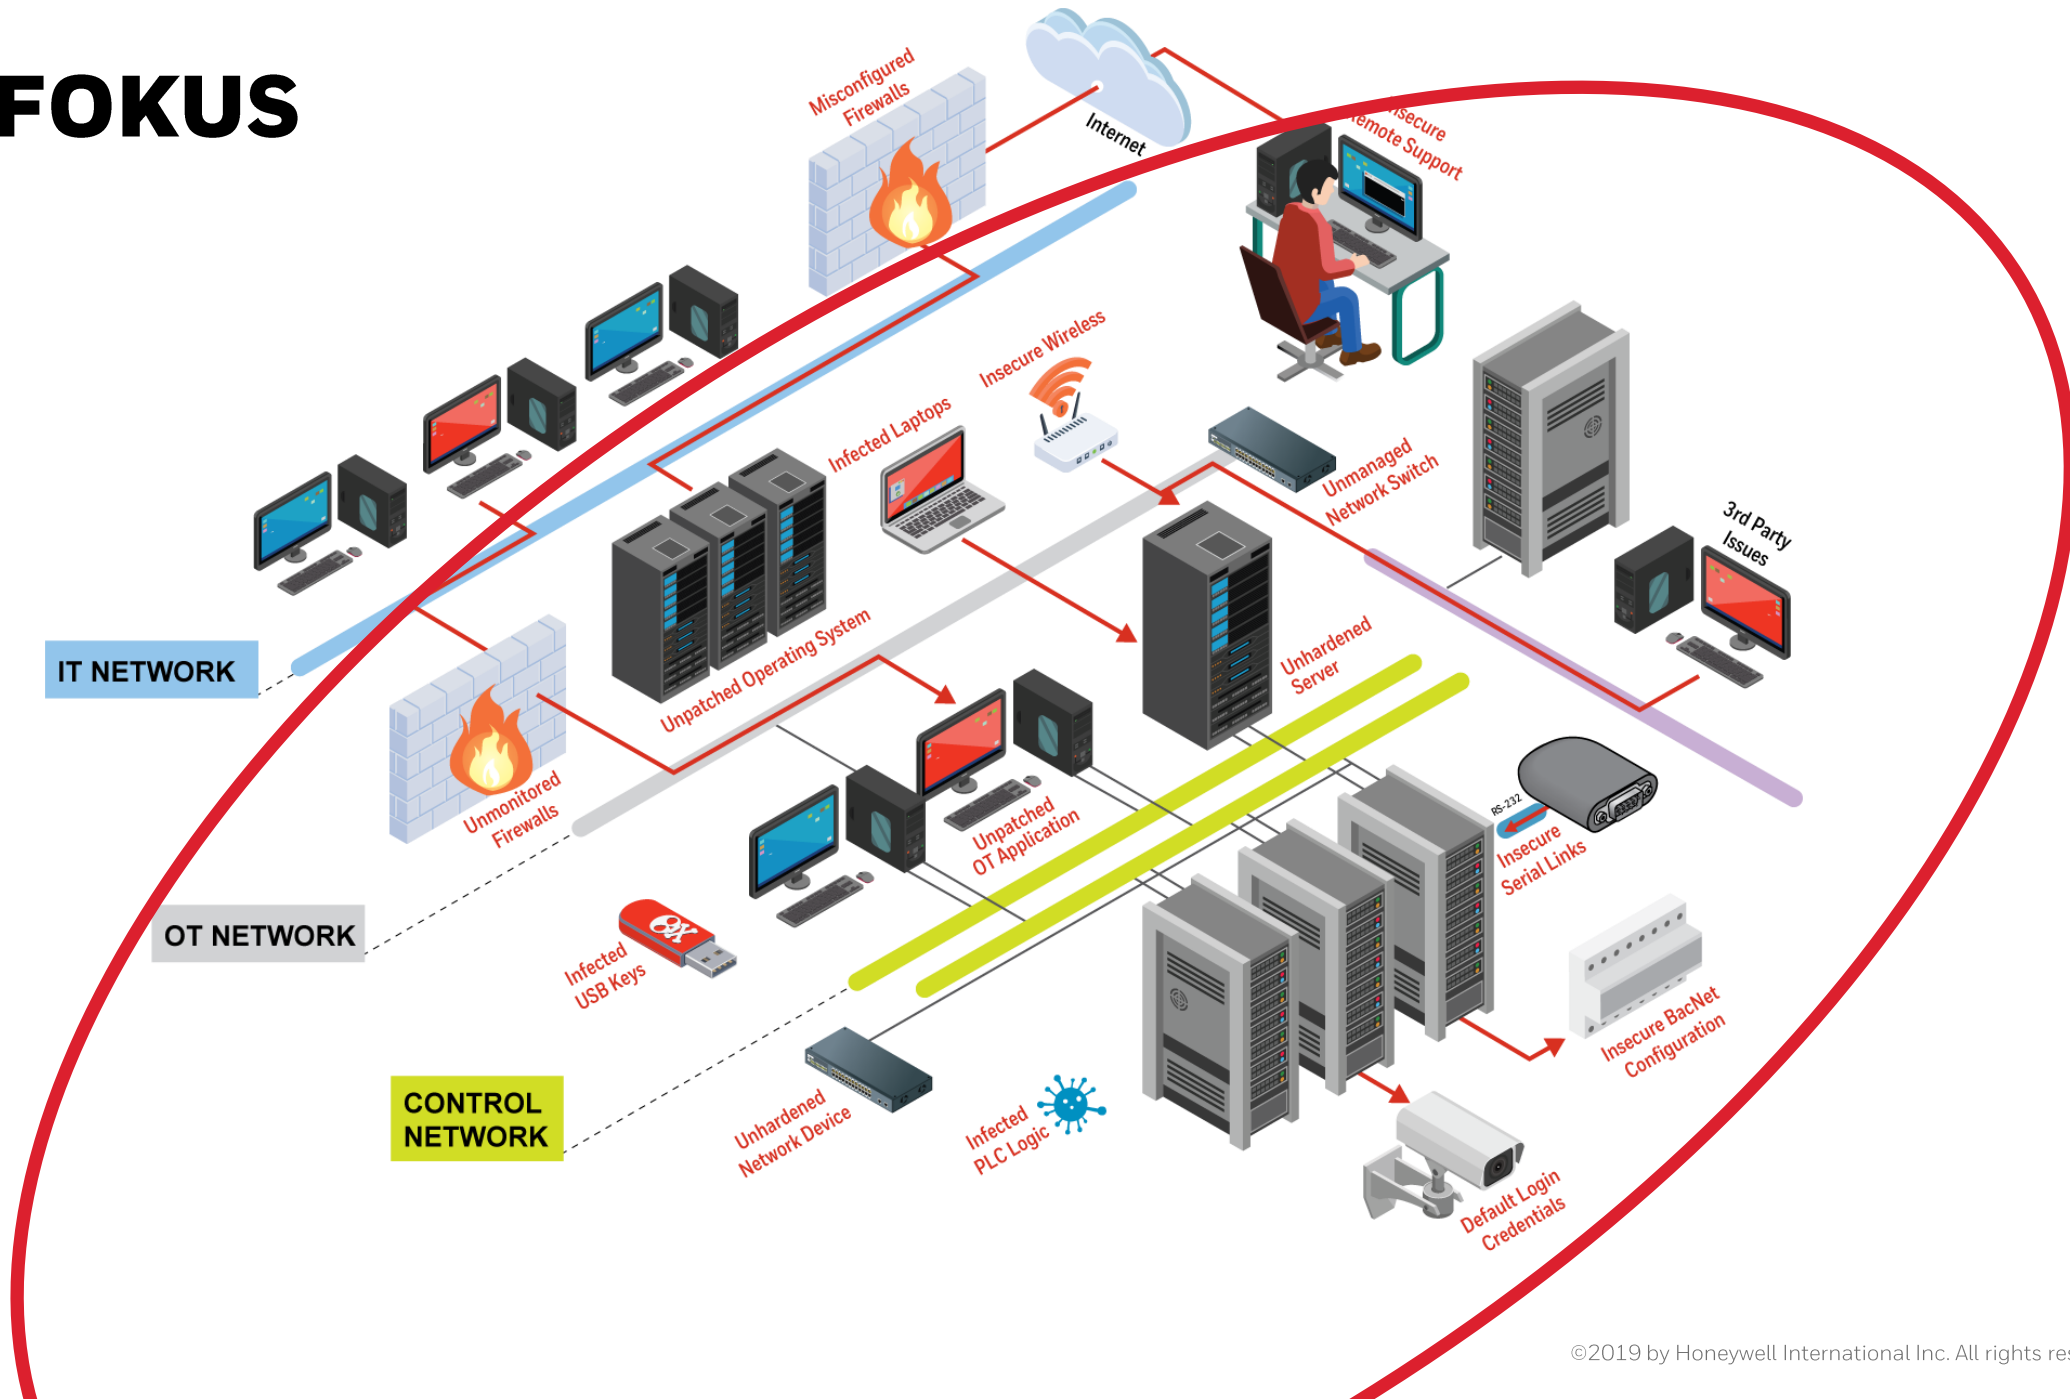 FOKUS
Misconfigured
Firewalls
Internet
Insecure
Remote Support
Insecure Wireless
Infected Laptops
Unmanaged
Network Switch
3rd Party
Issues
IT NETWORK
Unpatched Operating System
Unhardened
Server
Unmonitored
Firewalls
Unpatched
OT Application
RS-232
Insecure
Serial Links
OT NETWORK
Infected
USB Keys
Insecure BacNet
Configuration
CONTROL
NETWORK
Unhardened
Network Device
Infected
PLC Logic
Default Login
Credentials
©2019 by Honeywell International Inc. All rights res